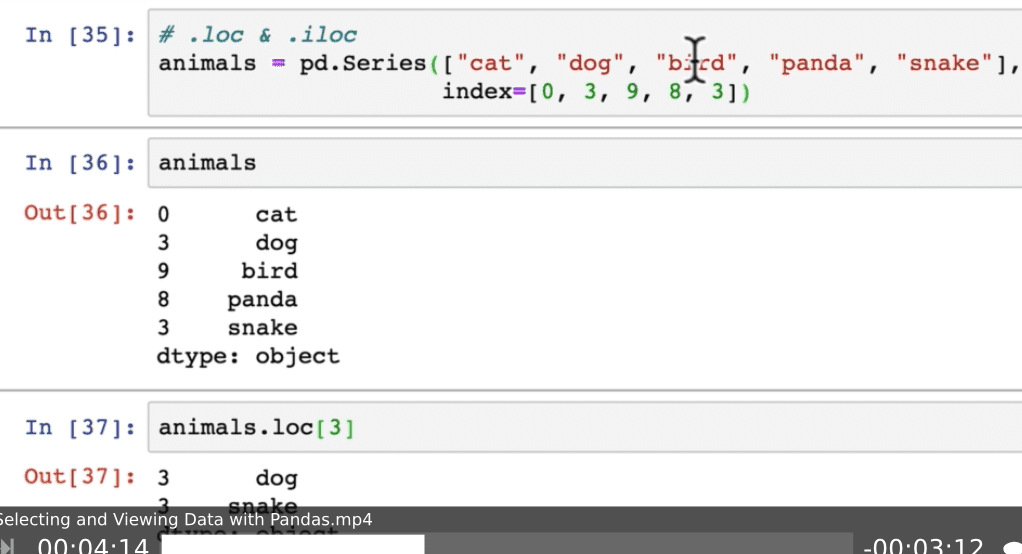 In [35]: # .loc & .iloc
animals = pd.Series(["cat", "dog", "bird", "panda", "snake"],
index=[0, 3, 9, 8, 3])
In [36]: animals
Out[36]: 0 cat
3 dog
9 bird
8 panda
3 snake
dtype: object
In [37]: animals.loc[3]
Out[37]: 3 dog
3 snake
Selecting and Viewing Data with Pandas.mp4
dtype: object
00:04:14 -00:03:12